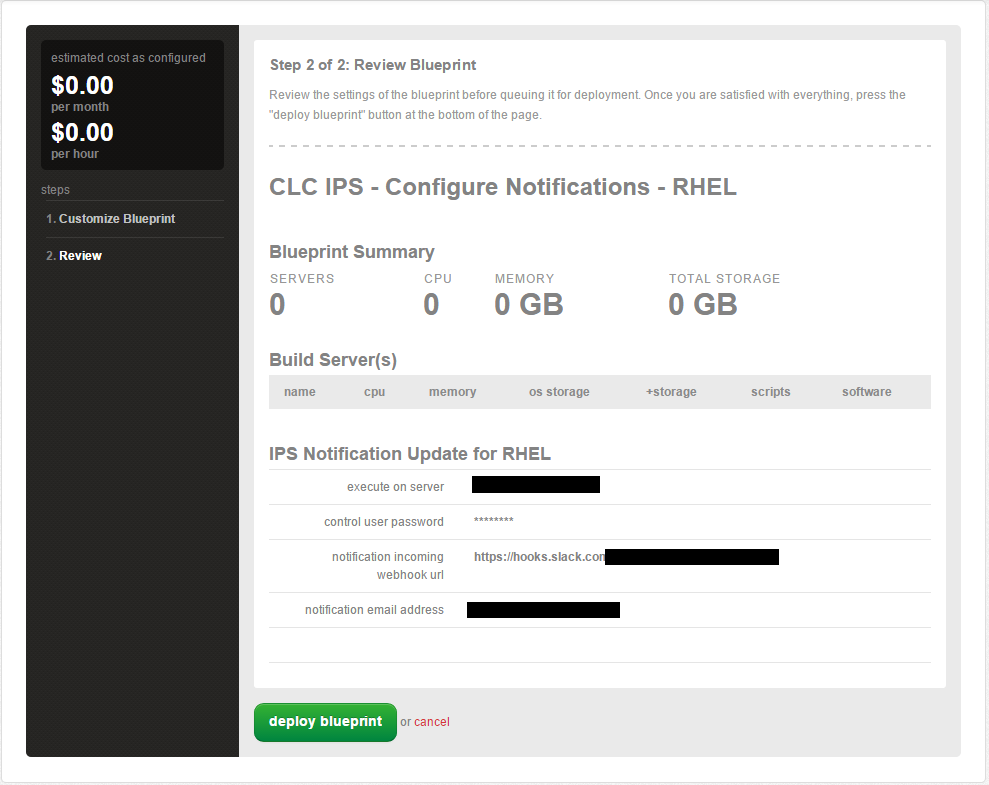 estimated cost as configured
$0.00
per month
$0.00
per hour
steps
1. Customize Blueprint
2. Review
Step 2 of 2: Review Blueprint
Review the settings of the blueprint before queuing it for deployment. Once you are satisfied with everything, press the
"deploy blueprint" button at the bottom of the page.
CLC IPS - Configure Notifications - RHEL
Blueprint Summary
SERVERS CPU MEMORY TOTAL STORAGE
0 0 0 GB 0 GB
Build Server(s)
name cpu memory os storage +storage scripts software
IPS Notification Update for RHEL
execute on server
control user password ********
notification incoming https://hooks.slack.com
webhook url
notification email address
deploy blueprint or cancel